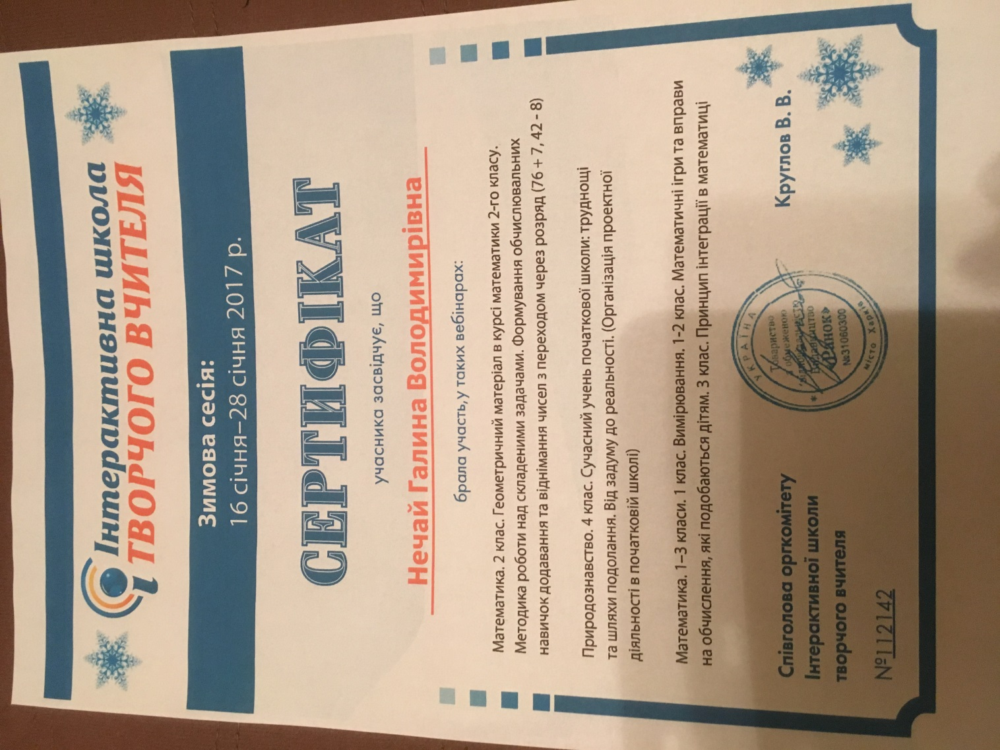 Інтерактивна школа
ТВОРЧОГО ВЧИТЕЛЯ
Зимова сесія:
16 січня–28 січня 2017 р.
СЕРТИФІКАТ
учасника засвідчує, що
Нечай Галина Володимирівна
брала участь,у таких вебінарах:
Математика. 2 клас. Геометричний матеріал в курсі математики 2-го класу.
Методика роботи над складеними задачами. Формування обчислювальних
навичок додавання та віднімання чисел з переходом через розряд (76 + 7, 42 - 8)
Природознавство. 4 клас. Сучасний учень початкової школи: труднощі
та шляхи подолання. Від задуму до реальності. (Організація проектної
діяльності в початковій школі)
Математика. 1–3 класи. 1 клас. Вимірювання. 1-2 клас. Математичні ігри та вправи
на обчислення, які подобаються дітям. 3 клас. Принцип інтеграції в математиці
Співголова оргкомітету
Інтерактивної школи
творчого вчителя
Круглов В. В.
УКРАЇНА
Товариство
з обмеженою
Видавництво
«РАНОК»
№31060300
місто Харків
№112142